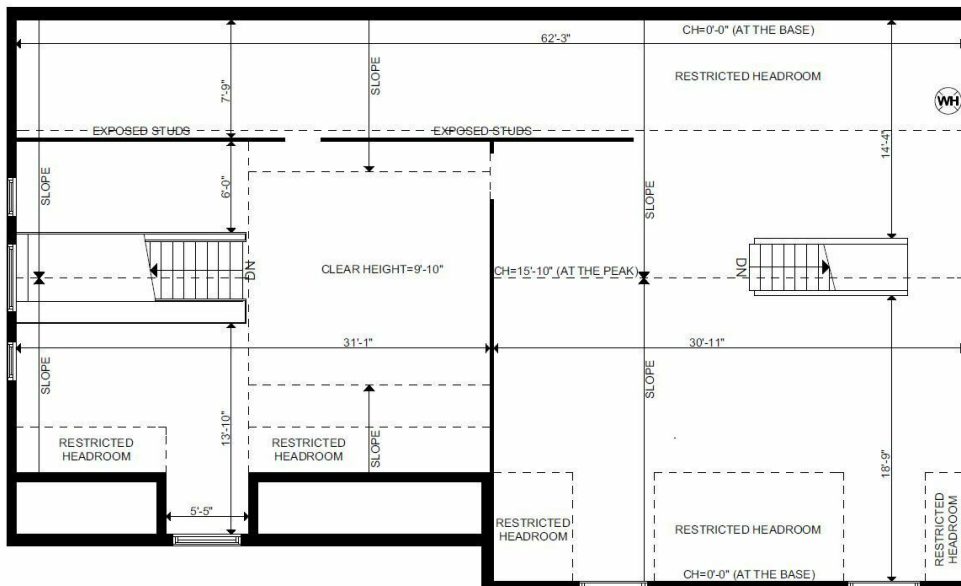 CH=0'-0" (AT THE BASE)
62'-3"
RESTRICTED HEADROOM
SLOPE
7'-9"
WH
EXPOSED STUDS
EXPOSED STUDS
14'-4"
SLOPE
6'-0"
SLOPE
DN
CLEAR HEIGHT=9'-10"
CH=15'-10" (AT THE PEAK)
DN
31'-1"
30'-11"
SLOPE
SLOPE
13'-10"
RESTRICTED
HEADROOM
RESTRICTED
HEADROOM
SLOPE
18'-9"
5'-5"
RESTRICTED
HEADROOM
RESTRICTED HEADROOM
RESTRICTED
HEADROOM
CH=0'-0" (AT THE BASE)